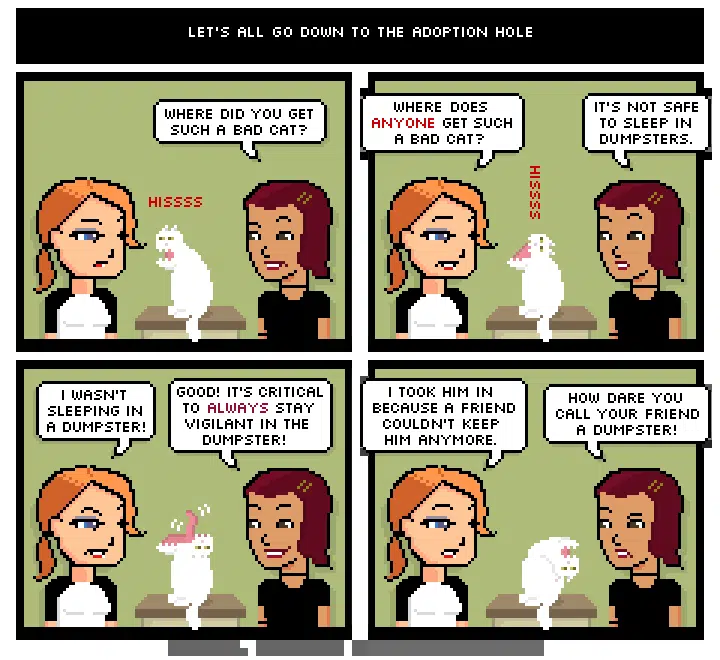 LET'S ALL GO DOWN TO THE ADOPTION HOLE
WHERE DID YOU GET
SUCH A BAD CAT?
HISSSS
WHERE DOES
ANYONE GET SUCH
A BAD CAT?
IT'S NOT SAFE
TO SLEEP IN
DUMPSTERS.
HISSSS
I WASN'T
SLEEPING IN
A DUMPSTER!
GOOD! IT'S CRITICAL
TO ALWAYS STAY
VIGILANT IN THE
DUMPSTER!
I TOOK HIM IN
BECAUSE A FRIEND
COULDN'T KEEP
HIM ANYMORE.
HOW DARE YOU
CALL YOUR FRIEND
A DUMPSTER!